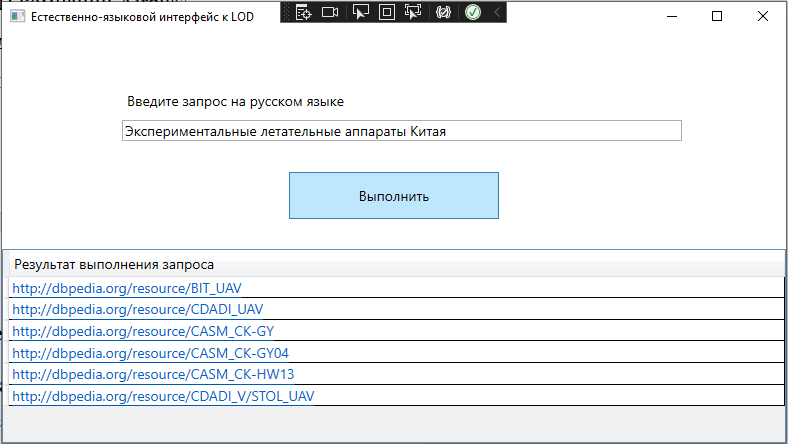 Естественно-языковой интерфейс к LOD
Введите запрос на русском языке
Экспериментальные летательные аппараты Китая
Выполнить
Результат выполнения запроса
http://dbpedia.org/resource/BIT_UAV
http://dbpedia.org/resource/CDADI_UAV
http://dbpedia.org/resource/CASM_CK-GY
http://dbpedia.org/resource/CASM_CK-GY04
http://dbpedia.org/resource/CASM_CK-HW13
http://dbpedia.org/resource/CDADI_V/STOL_UAV